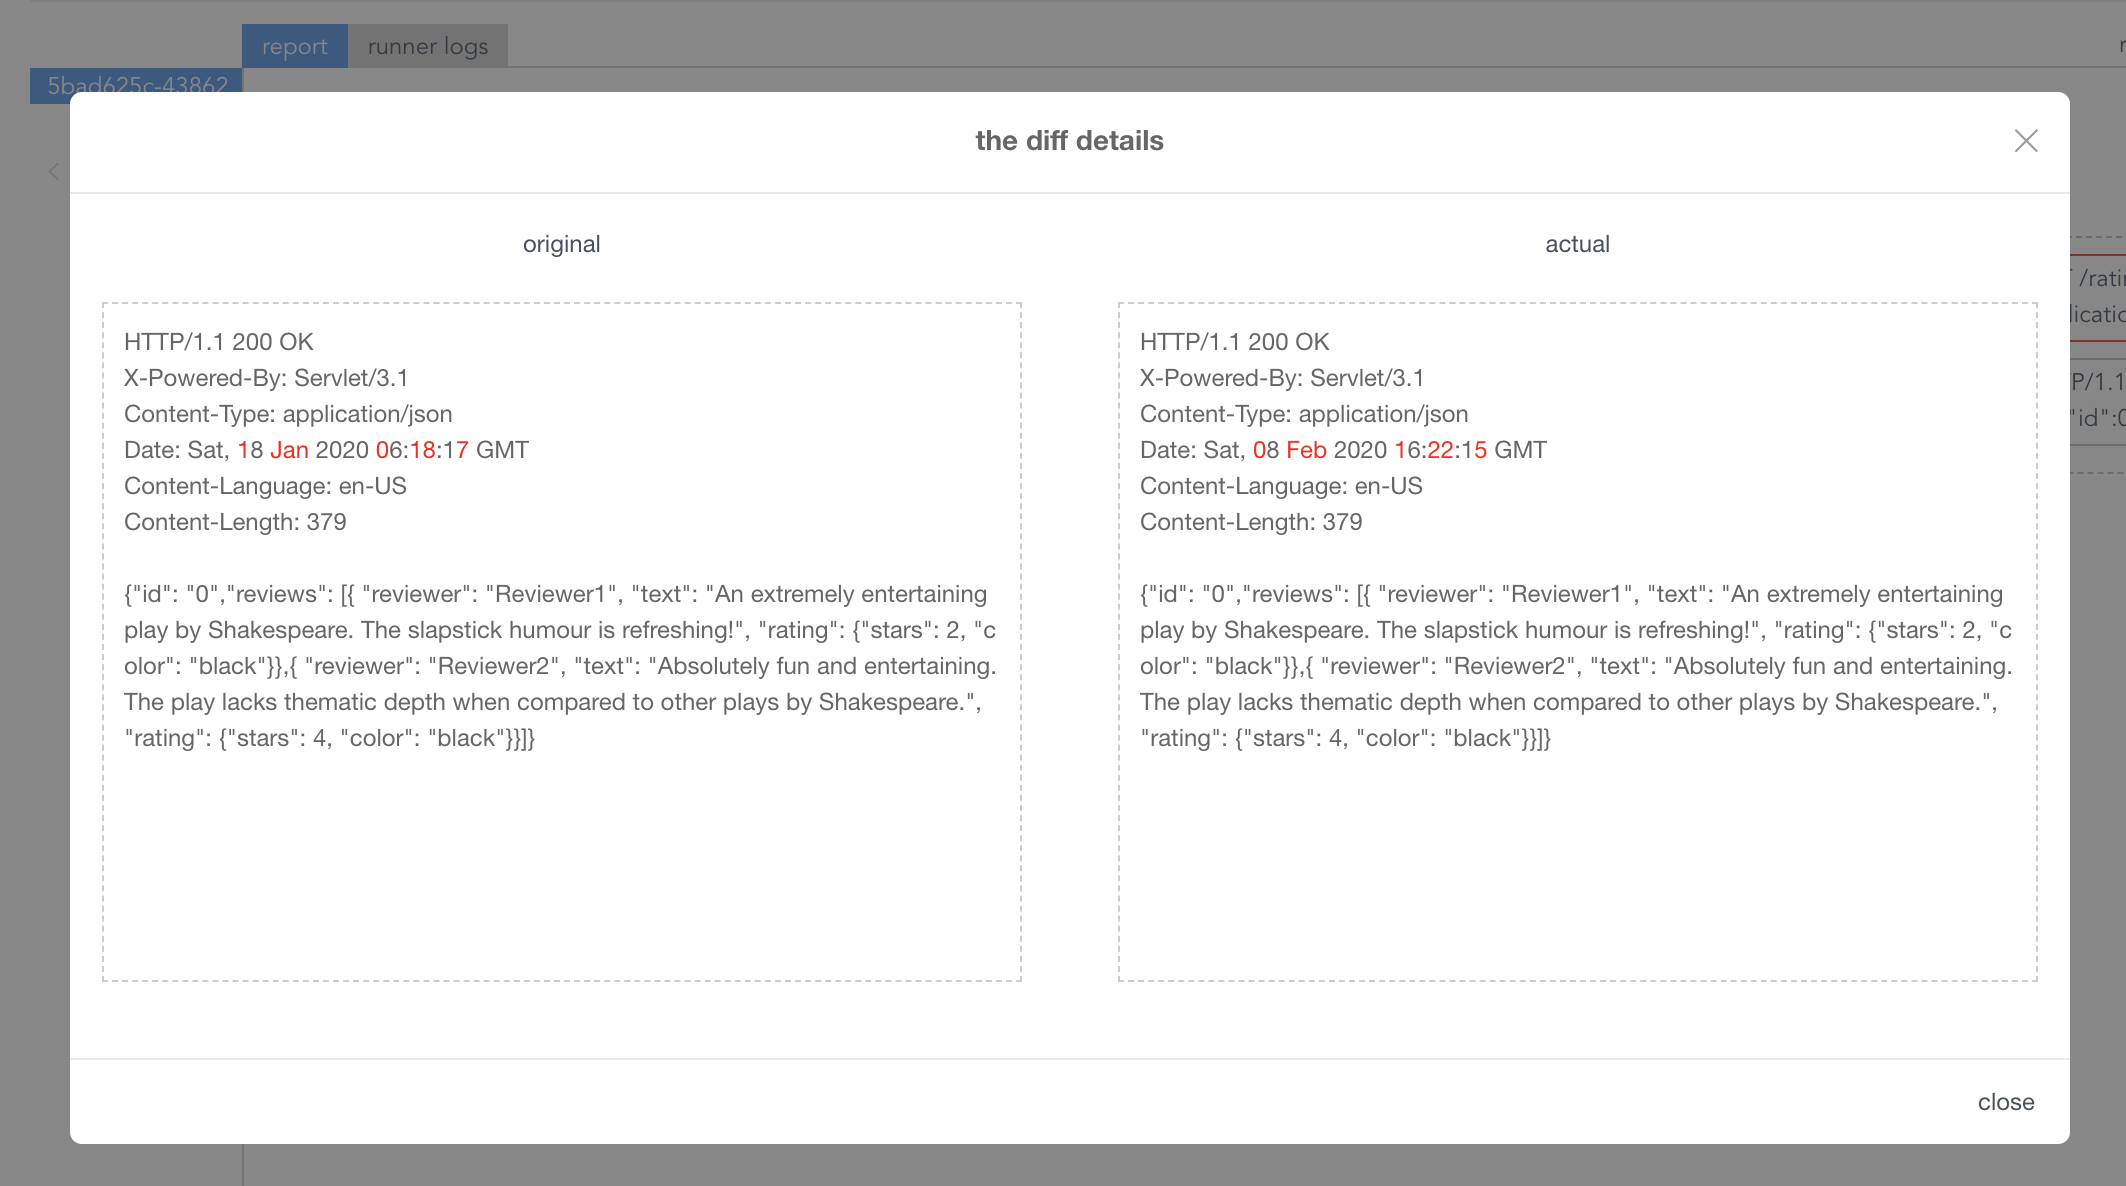 report runner logs
5bad625c-43862
the diff details
original actual
HTTP/1.1 200 OK
X-Powered-By: Servlet/3.1
Content-Type: application/json
Date: Sat, 18 Jan 2020 06:18:17 GMT
Content-Language: en-US
Content-Length: 379
{"id": "0","reviews": [{ "reviewer": "Reviewer1", "text": "An extremely entertaining
play by Shakespeare. The slapstick humour is refreshing!", "rating": {"stars": 2, "c
olor": "black"}},{ "reviewer": "Reviewer2", "text": "Absolutely fun and entertaining.
The play lacks thematic depth when compared to other plays by Shakespeare.",
"rating": {"stars": 4, "color": "black"}}]}
HTTP/1.1 200 OK
X-Powered-By: Servlet/3.1
Content-Type: application/json
Date: Sat, 08 Feb 2020 16:22:15 GMT
Content-Language: en-US
Content-Length: 379
{"id": "0","reviews": [{ "reviewer": "Reviewer1", "text": "An extremely entertaining
play by Shakespeare. The slapstick humour is refreshing!", "rating": {"stars": 2, "c
olor": "black"}},{ "reviewer": "Reviewer2", "text": "Absolutely fun and entertaining.
The play lacks thematic depth when compared to other plays by Shakespeare.",
"rating": {"stars": 4, "color": "black"}}]}
close